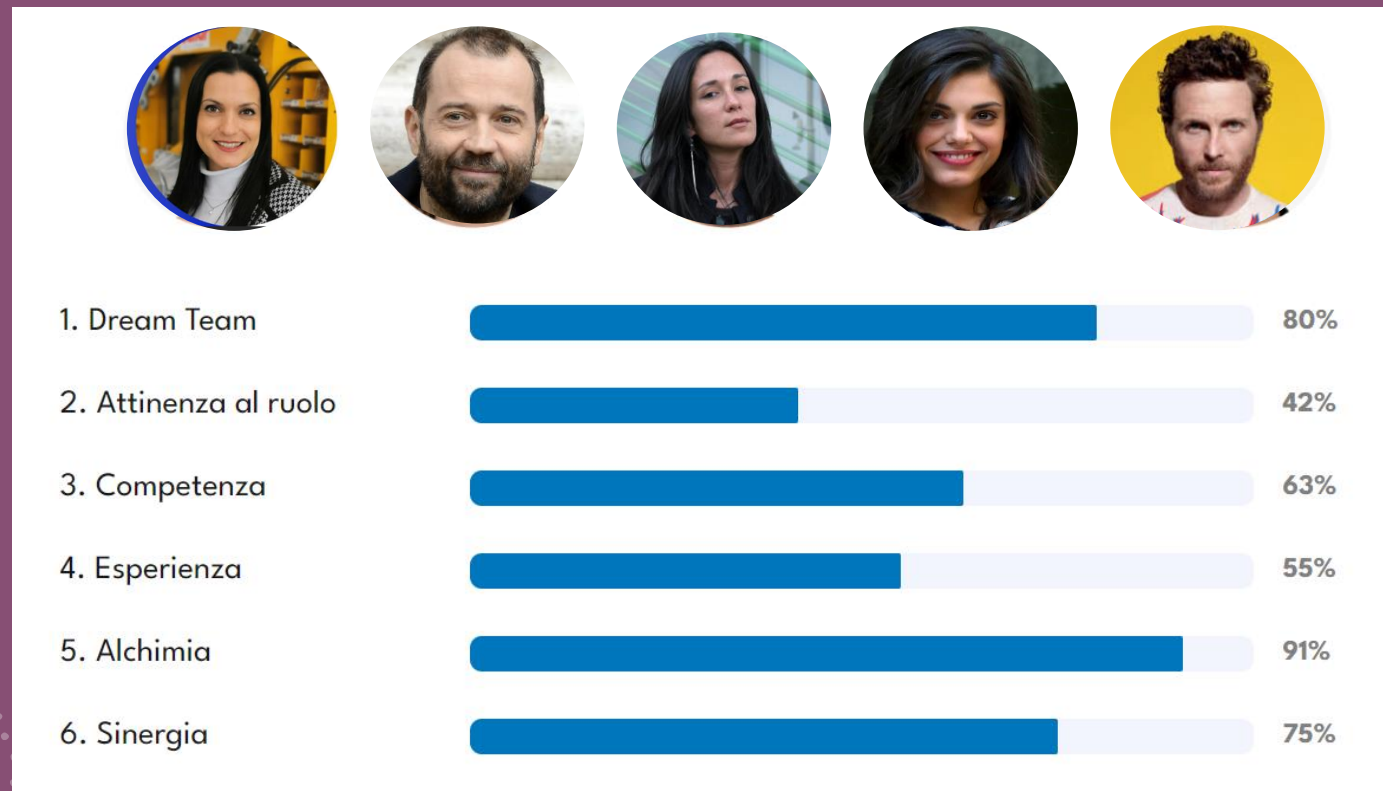 1. Dream Team 80%
2. Attinenza al ruolo 42%
3. Competenza 63%
4. Esperienza 55%
5. Alchimia 91%
6. Sinergia 75%